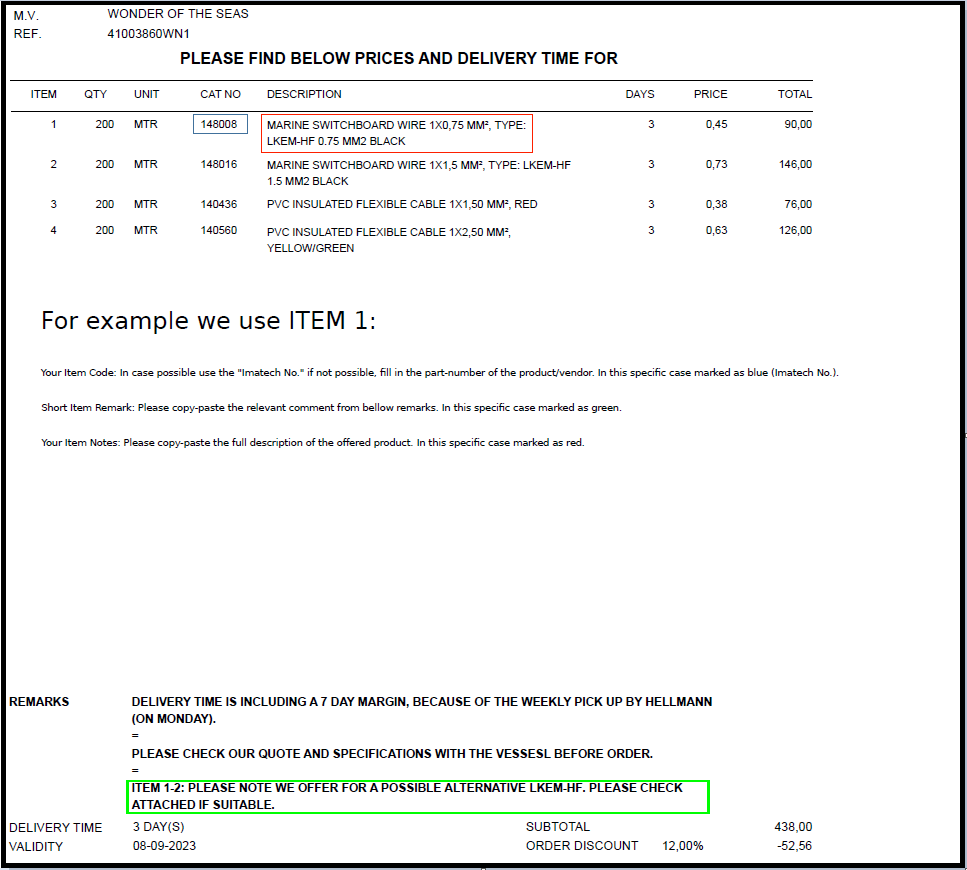 M.V. WONDER OF THE SEAS
REF. 41003860WN1
PLEASE FIND BELOW PRICES AND DELIVERY TIME FOR
ITEM QTY UNIT CAT NO DESCRIPTION DAYS PRICE TOTAL
1 200 MTR 148008 MARINE SWITCHBOARD WIRE 1X0,75 MM², TYPE: 3 0,45 90,00
LKEM-HF 0.75 MM2 BLACK
2 200 MTR 148016 MARINE SWITCHBOARD WIRE 1X1,5 MM², TYPE: LKEM-HF 3 0,73 146,00
1.5 MM2 BLACK
3 200 MTR 140436 PVC INSULATED FLEXIBLE CABLE 1X1,50 MM², RED 3 0,38 76,00
4 200 MTR 140560 PVC INSULATED FLEXIBLE CABLE 1X2,50 MM², 3 0,63 126,00
YELLOW/GREEN
For example we use ITEM 1:
Your Item Code: In case possible use the "Imatech No." if not possible, fill in the part-number of the product/vendor. In this specific case marked as blue (Imatech No.).
Short Item Remark: Please copy-paste the relevant comment from bellow remarks. In this specific case marked as green.
Your Item Notes: Please copy-paste the full description of the offered product. In this specific case marked as red.
REMARKS DELIVERY TIME IS INCLUDING A 7 DAY MARGIN, BECAUSE OF THE WEEKLY PICK UP BY HELLMANN
(ON MONDAY).
=
PLEASE CHECK OUR QUOTE AND SPECIFICATIONS WITH THE VESSESL BEFORE ORDER.
=
ITEM 1-2: PLEASE NOTE WE OFFER FOR A POSSIBLE ALTERNATIVE LKEM-HF. PLEASE CHECK
ATTACHED IF SUITABLE.
DELIVERY TIME 3 DAY(S) SUBTOTAL 438,00
VALIDITY 08-09-2023 ORDER DISCOUNT 12,00% -52,56